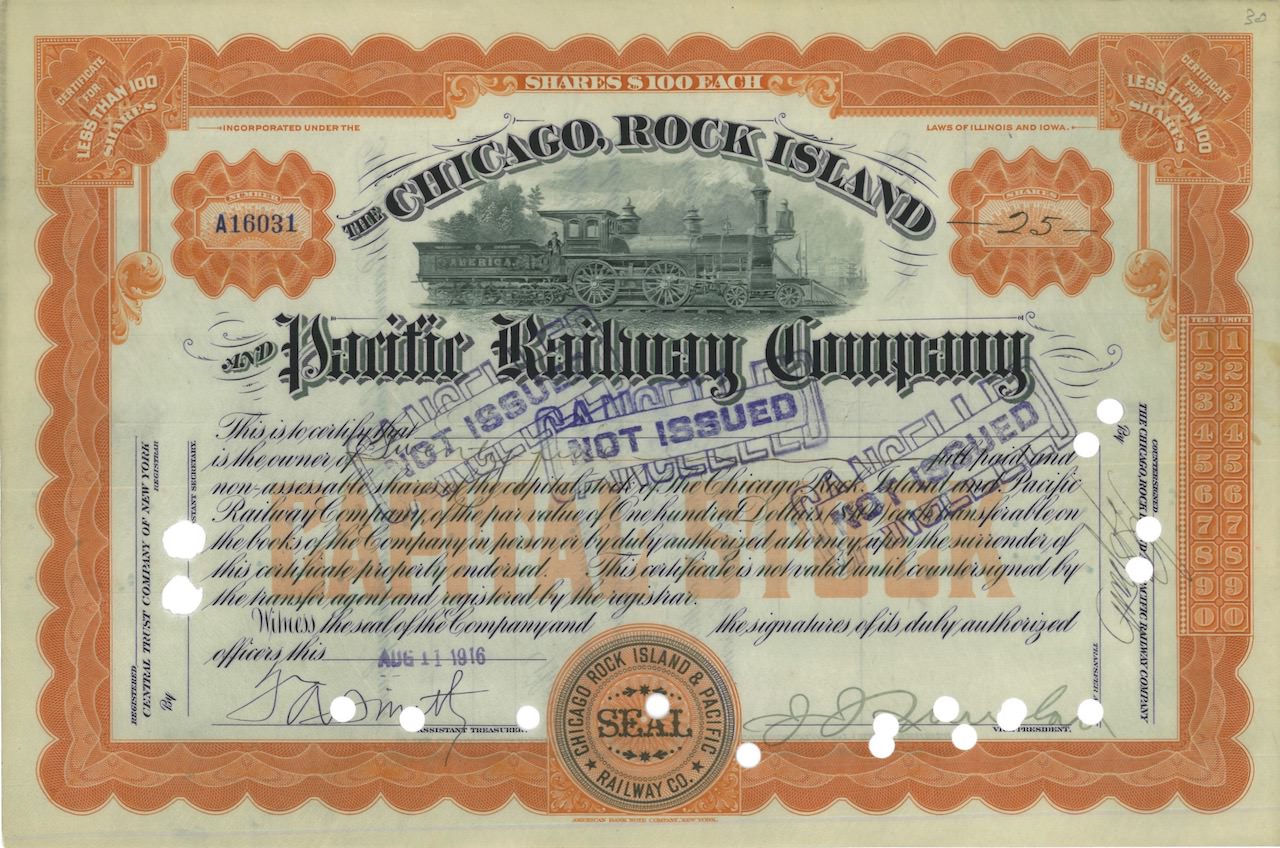 30
CERTIFICATE
FOR
LESS THAN 100
SHARES
SHARES $100 EACH
CERTIFICATE
FOR
LESS THAN 100
SHARES
INCORPORATED UNDER THE
LAWS OF ILLINOIS AND IOWA.
NUMBER
A16031
THE CHICAGO, ROCK ISLAND
SHARES
25
AMERICA.
AND Pacific Railway Company
CANCELLED
NOT ISSUED
CANCELLED
CANCELLED
NOT ISSUED
CANCELLED
CANCELLED
NOT ISSUED
CANCELLED
TENS UNITS
1 1
2 2
3 3
4 4
5 5
6 6
7 7
8 8
9 9
0 0
This is to certify that
is the owner of full paid and
non-assessable shares of the capital stock of the Chicago, Rock Island and Pacific
Railway Company, of the par value of One hundred Dollars each transferable on
the books of the Company in person or by duly authorized attorney upon the surrender of
this certificate properly endorsed. This certificate is not valid until countersigned by
the transfer agent and registered by the registrar.
CAPITAL STOCK
Witness the seal of the Company and the signatures of its duly authorized
officers this AUG 11 1916
F A Smith
ASSISTANT TREASURER.
VICE PRESIDENT.
CHICAGO ROCK ISLAND & PACIFIC
RAILWAY CO.
SEAL
REGISTERED
CENTRAL TRUST COMPANY OF NEW YORK
REGISTRAR
By
COUNTERSIGNED
THE CHICAGO, ROCK PACIFIC RAILWAY COMPANY
By
TRANSFER
AMERICAN BANK NOTE COMPANY, NEW YORK.